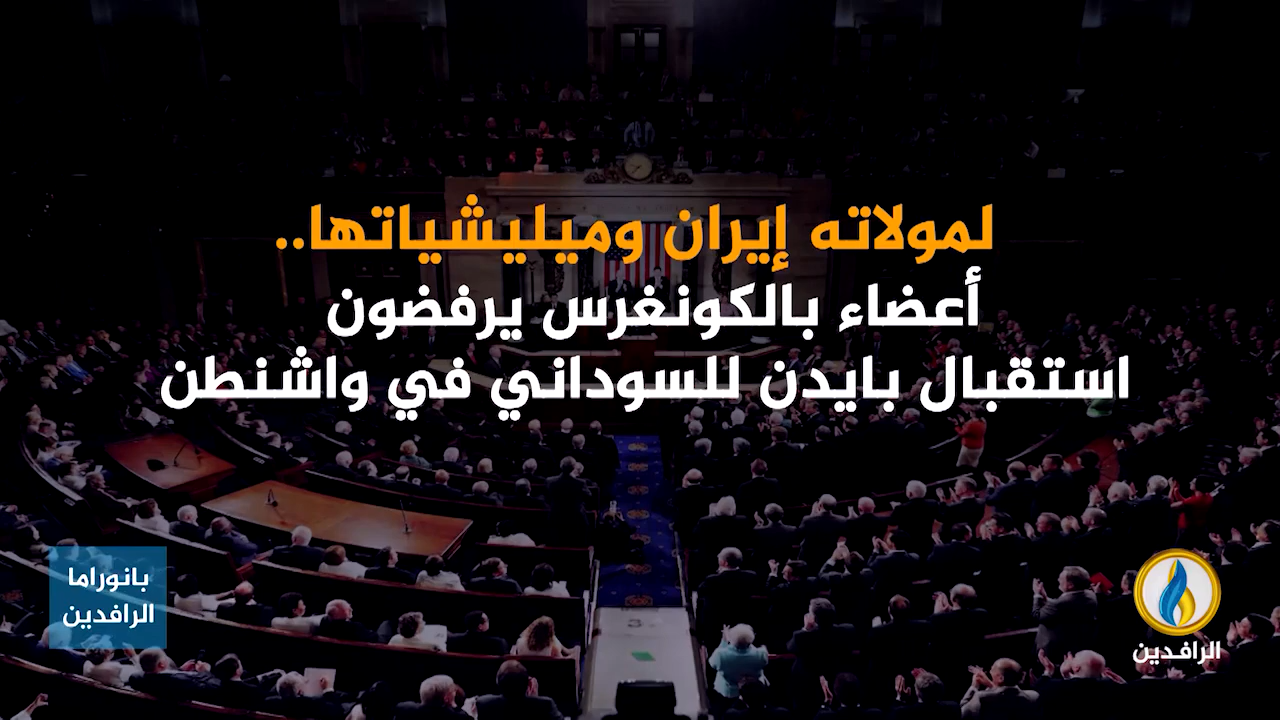 لمولاته إيران وميليشياتها..
أعضاء بالكونغرس يرفضون
استقبال بايدن للسوداني في واشنطن
بانوراما
الرافدين
الرافدين